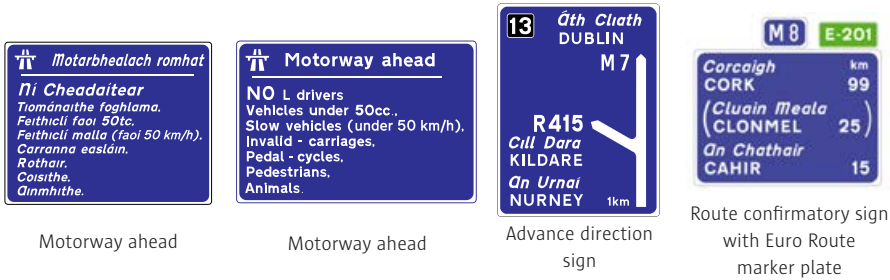 Motarbhealach romhat
Ní Cheadaítear
Tiománaithe foghlama.
Feithiclí faoi 50tc.
Feithiclí malla (faoi 50 km/h).
Carranna easláin.
Rothair.
Coisithe.
Ainmhithe.
Motorway ahead
Motorway ahead
NO L drivers
Vehicles under 50cc.,
Slow vehicles (under 50 km/h),
Invalid - carriages,
Pedal - cycles,
Pedestrians,
Animals.
Motorway ahead
13
Áth Cliath
DUBLIN
M7
R415
Cill Dara
KILDARE
An Urnaí
NURNEY 1km
Advance direction
sign
M8 E-201
Corcaigh km
CORK 99
(Cluain Meala
CLONMEL 25)
An Chathair
CAHIR 15
Route confirmatory sign
with Euro Route
marker plate